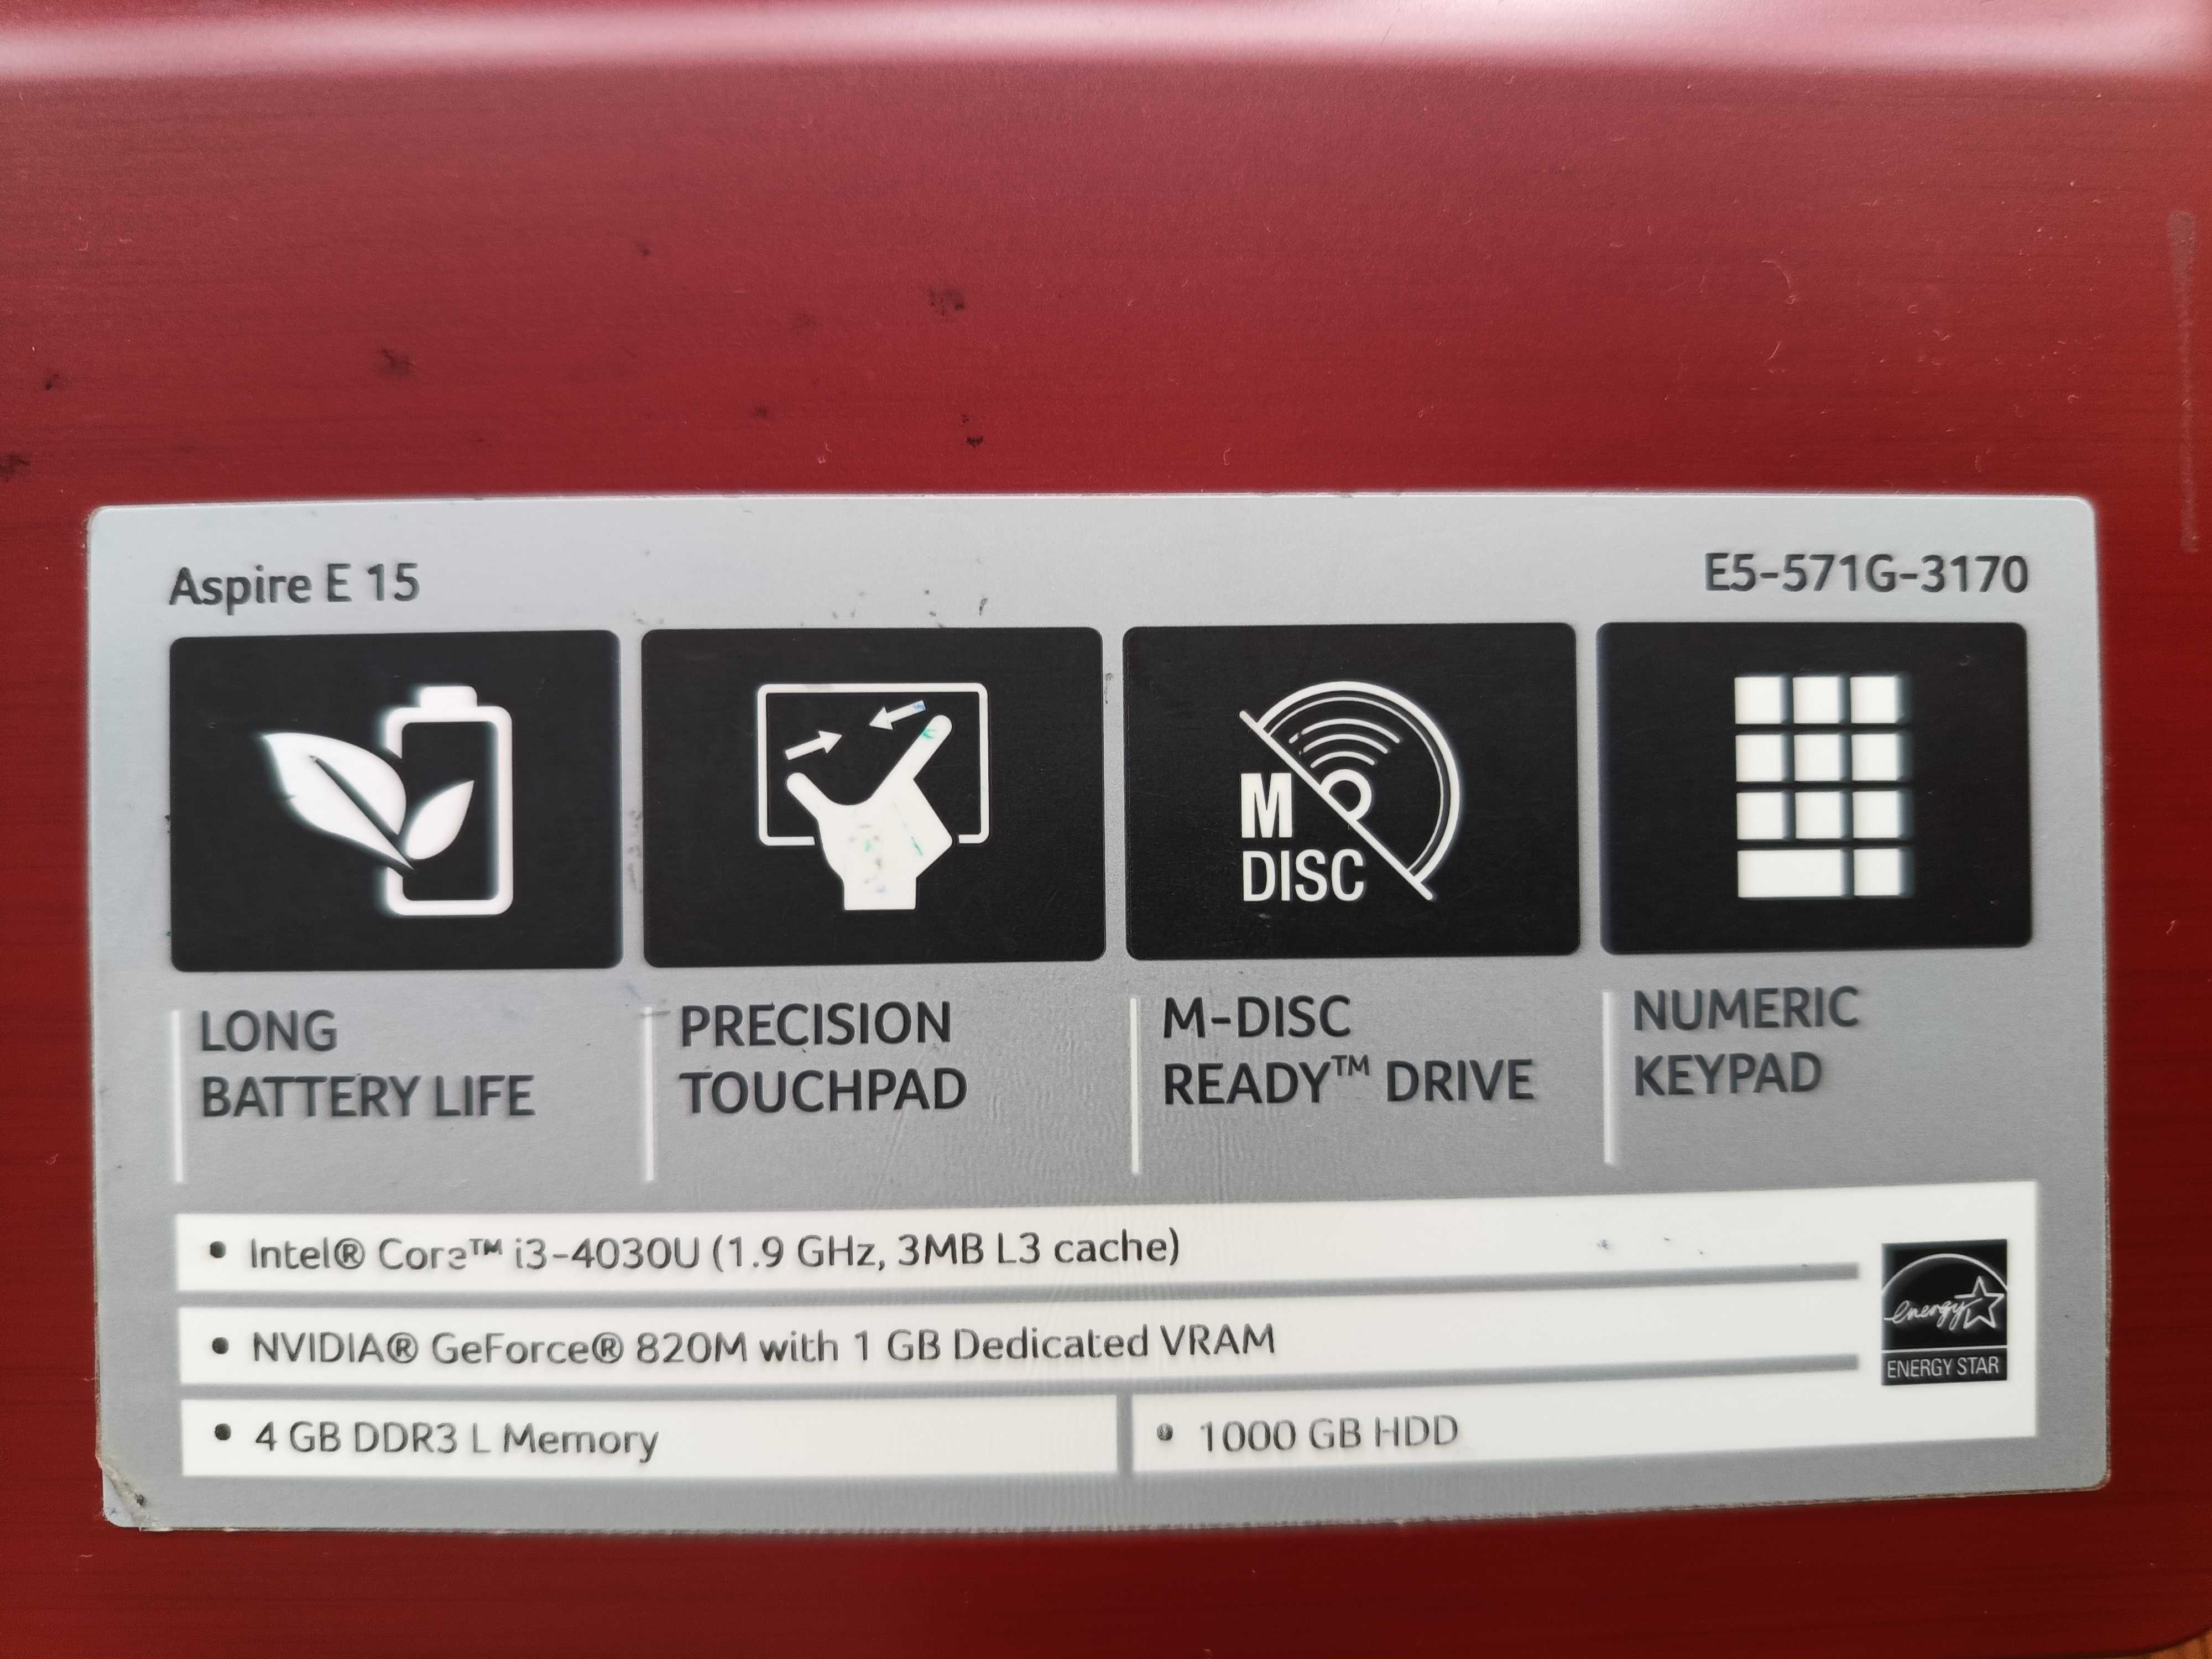 Aspire E 15
E5-571G-3170
M
DISC
LONG
BATTERY LIFE
PRECISION
TOUCHPAD
M-DISC
READY™ DRIVE
NUMERIC
KEYPAD
• Intel® Core™ i3-4030U (1.9 GHz, 3MB L3 cache)
• NVIDIA® GeForce® 820M with 1 GB Dedicated VRAM
• 4 GB DDR3 L Memory
• 1000 GB HDD
energy
ENERGY STAR